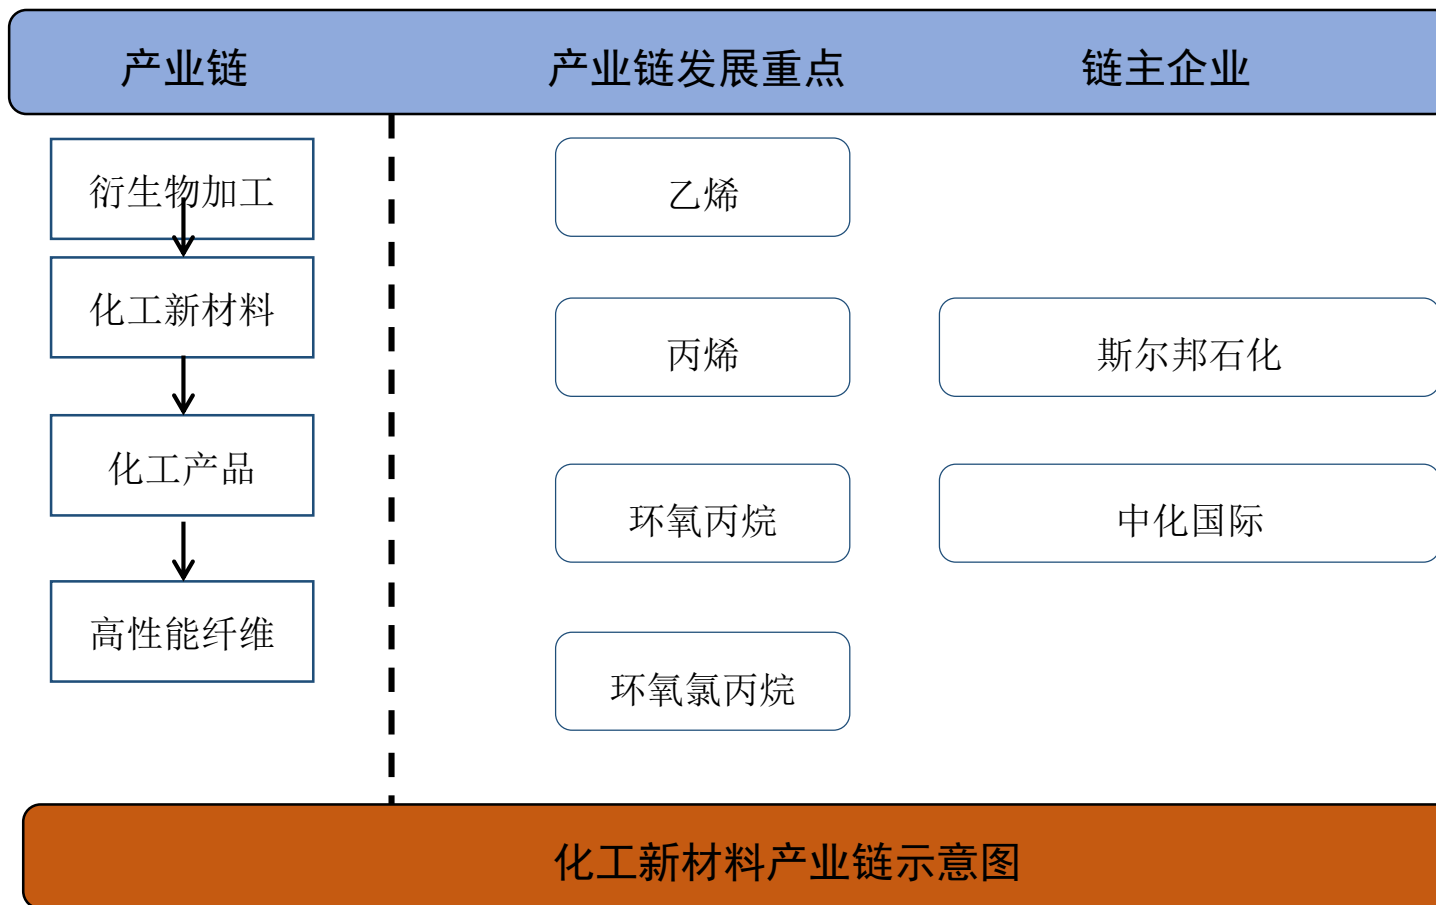 产业链
产业链发展重点
链主企业
衍生物加工
乙烯
化工新材料
丙烯
斯尔邦石化
化工产品
环氧丙烷
中化国际
高性能纤维
环氧氯丙烷
化工新材料产业链示意图